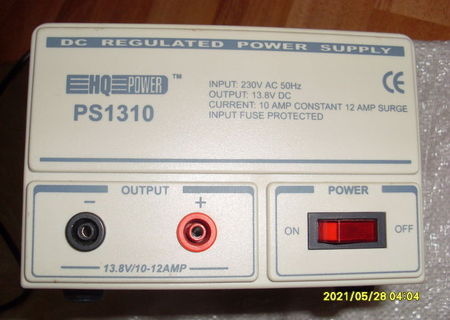 DC REGULATED POWER SUPPLY
HQ POWER ™
PS1310
INPUT: 230V AC 50Hz
OUTPUT: 13.8V DC
CURRENT: 10 AMP CONSTANT 12 AMP SURGE
INPUT FUSE PROTECTED
CE
OUTPUT
- +
13.8V/10-12AMP
POWER
ON OFF
2021/05/28 04:04